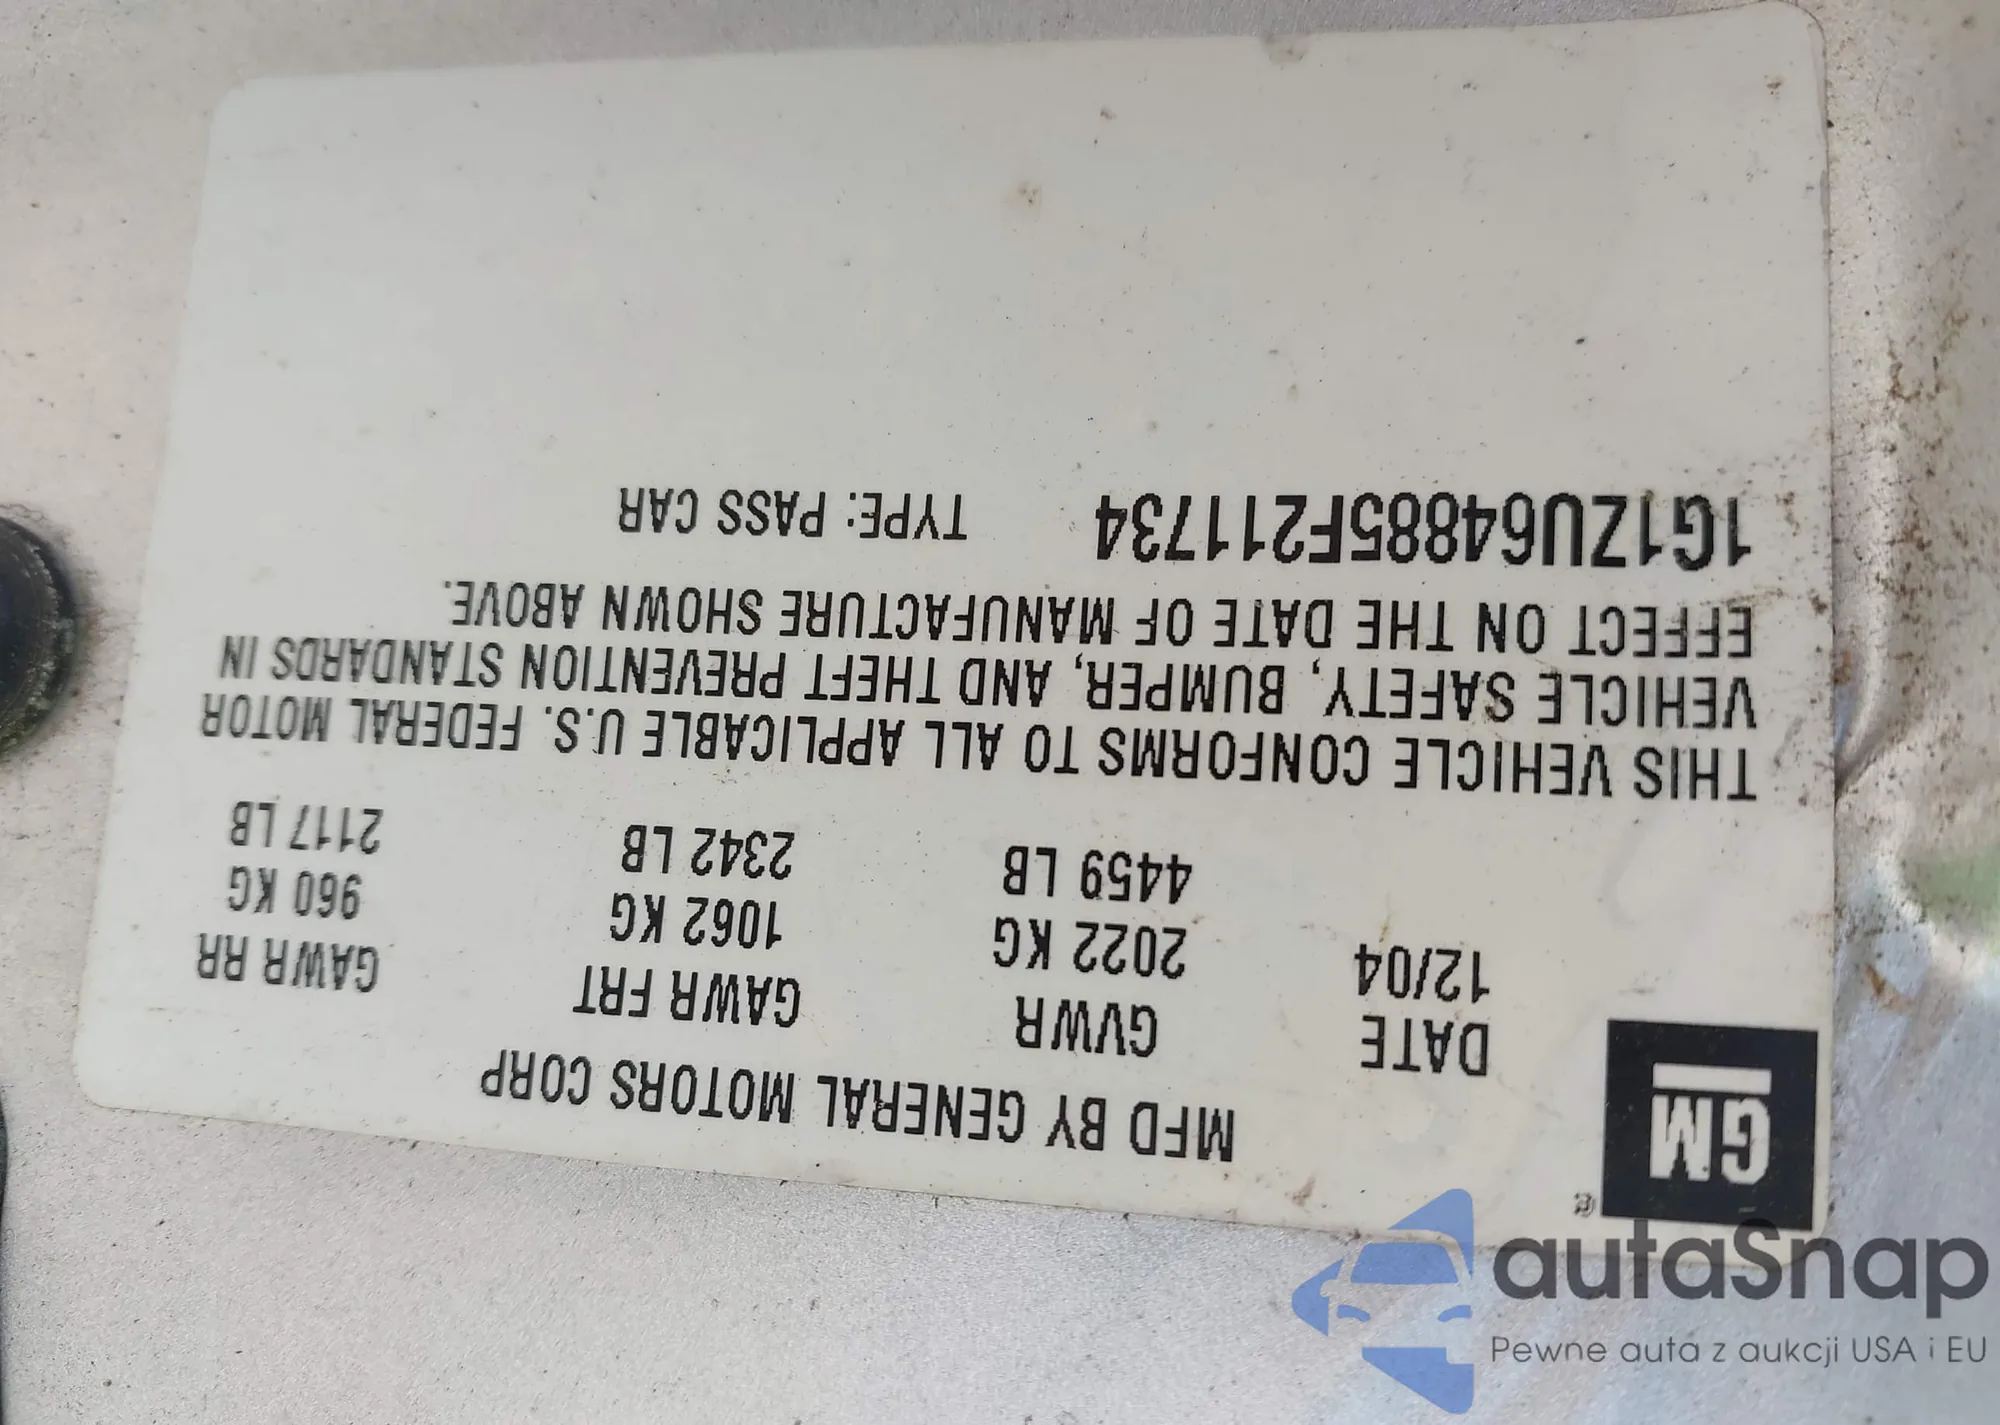 GM
®
MFD BY GENERAL MOTORS CORP
DATE GVWR GAWR FRT GAWR RR
12/04 2022 KG 1062 KG 960 KG
4459 LB 2342 LB 2117 LB
THIS VEHICLE CONFORMS TO ALL APPLICABLE U.S. FEDERAL MOTOR
VEHICLE SAFETY, BUMPER, AND THEFT PREVENTION STANDARDS IN
EFFECT ON THE DATE OF MANUFACTURE SHOWN ABOVE.
1G1ZU64885F211734 TYPE: PASS CAR
autaSnap
Pewne auta z aukcji USA i EU